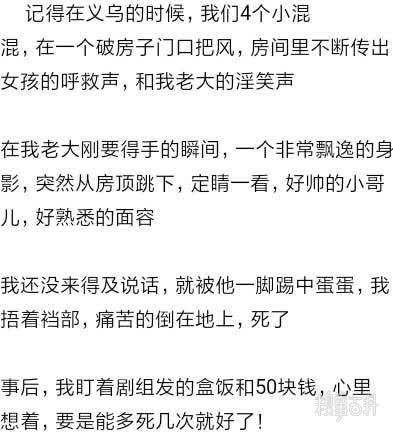 记得在义乌的时候，我们4个小混
混，在一个破房子门口把风，房间里不断传出
女孩的呼救声，和我老大的淫笑声
在我老大刚要得手的瞬间，一个非常飘逸的身
影，突然从房顶跳下，定睛一看，好帅的小哥
儿，好熟悉的面容
我还没来得及说话，就被他一脚踢中蛋蛋，我
捂着裆部，痛苦的倒在地上，死了
事后，我盯着剧组发的盒饭和50块钱，心里
想着，要是能多死几次就好了！